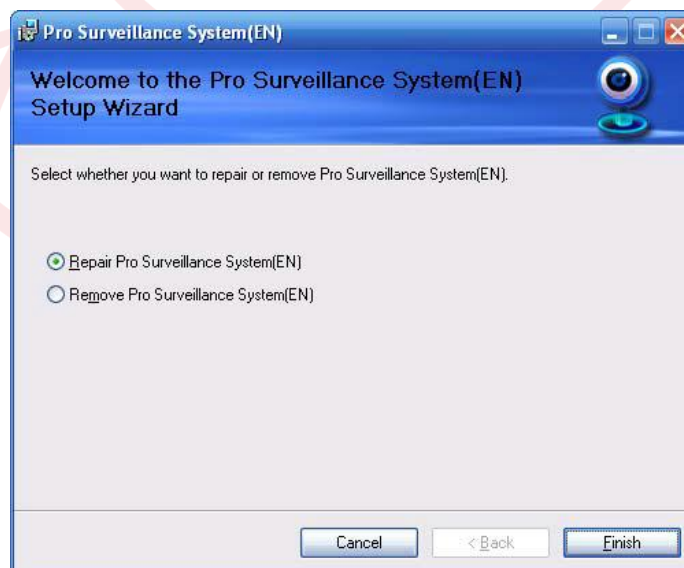 Pro Surveillance System(EN)
Welcome to the Pro Surveillance System(EN)
Setup Wizard
Select whether you want to repair or remove Pro Surveillance System(EN).
Repair Pro Surveillance System(EN)
Remove Pro Surveillance System(EN)
Cancel
< Back
Finish